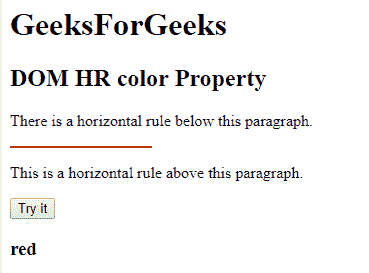 GeeksForGeeks
DOM HR color Property
There is a horizontal rule below this paragraph.
This is a horizontal rule above this paragraph.
Try it
red